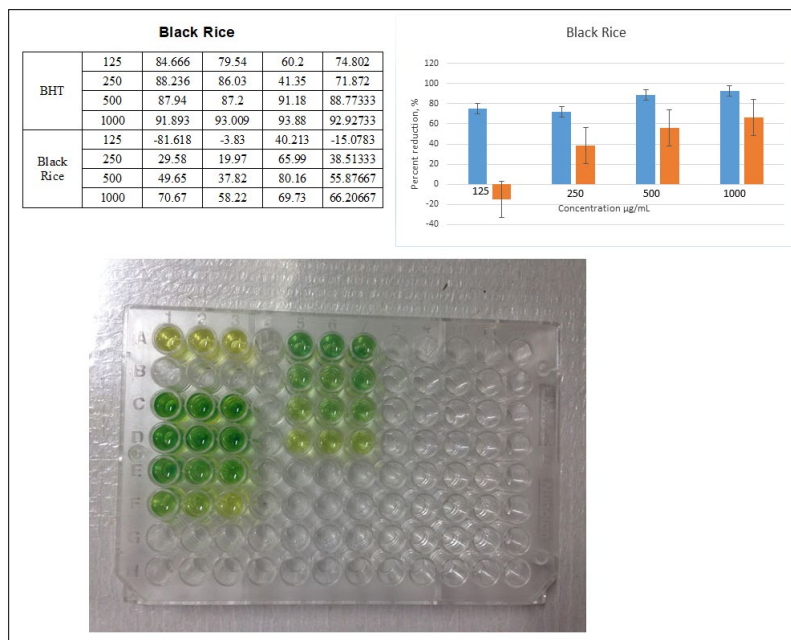 Black Rice
BHT
125 84.666 79.54 60.2 74.802
250 88.236 86.03 41.35 71.872
500 87.94 87.2 91.18 88.77333
1000 91.893 93.009 93.88 92.92733
Black Rice
125 -81.618 -3.83 40.213 -15.0783
250 29.58 19.97 65.99 38.51333
500 49.65 37.82 80.16 55.87667
1000 70.67 58.22 69.73 66.20667
Black Rice
Percent reduction, %
120
100
80
60
40
20
0
-20
-40
125 250 500 1000
Concentration µg/mL
1 2 3 5 6
A
B
C
D
E
F
G